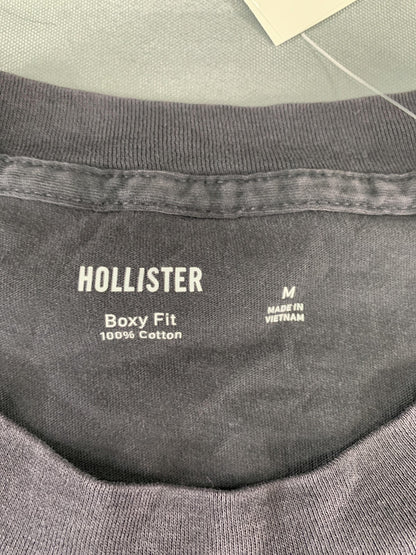 HOLLISTER
Boxy Fit
100% Cotton
M
MADE IN
VIETNAM